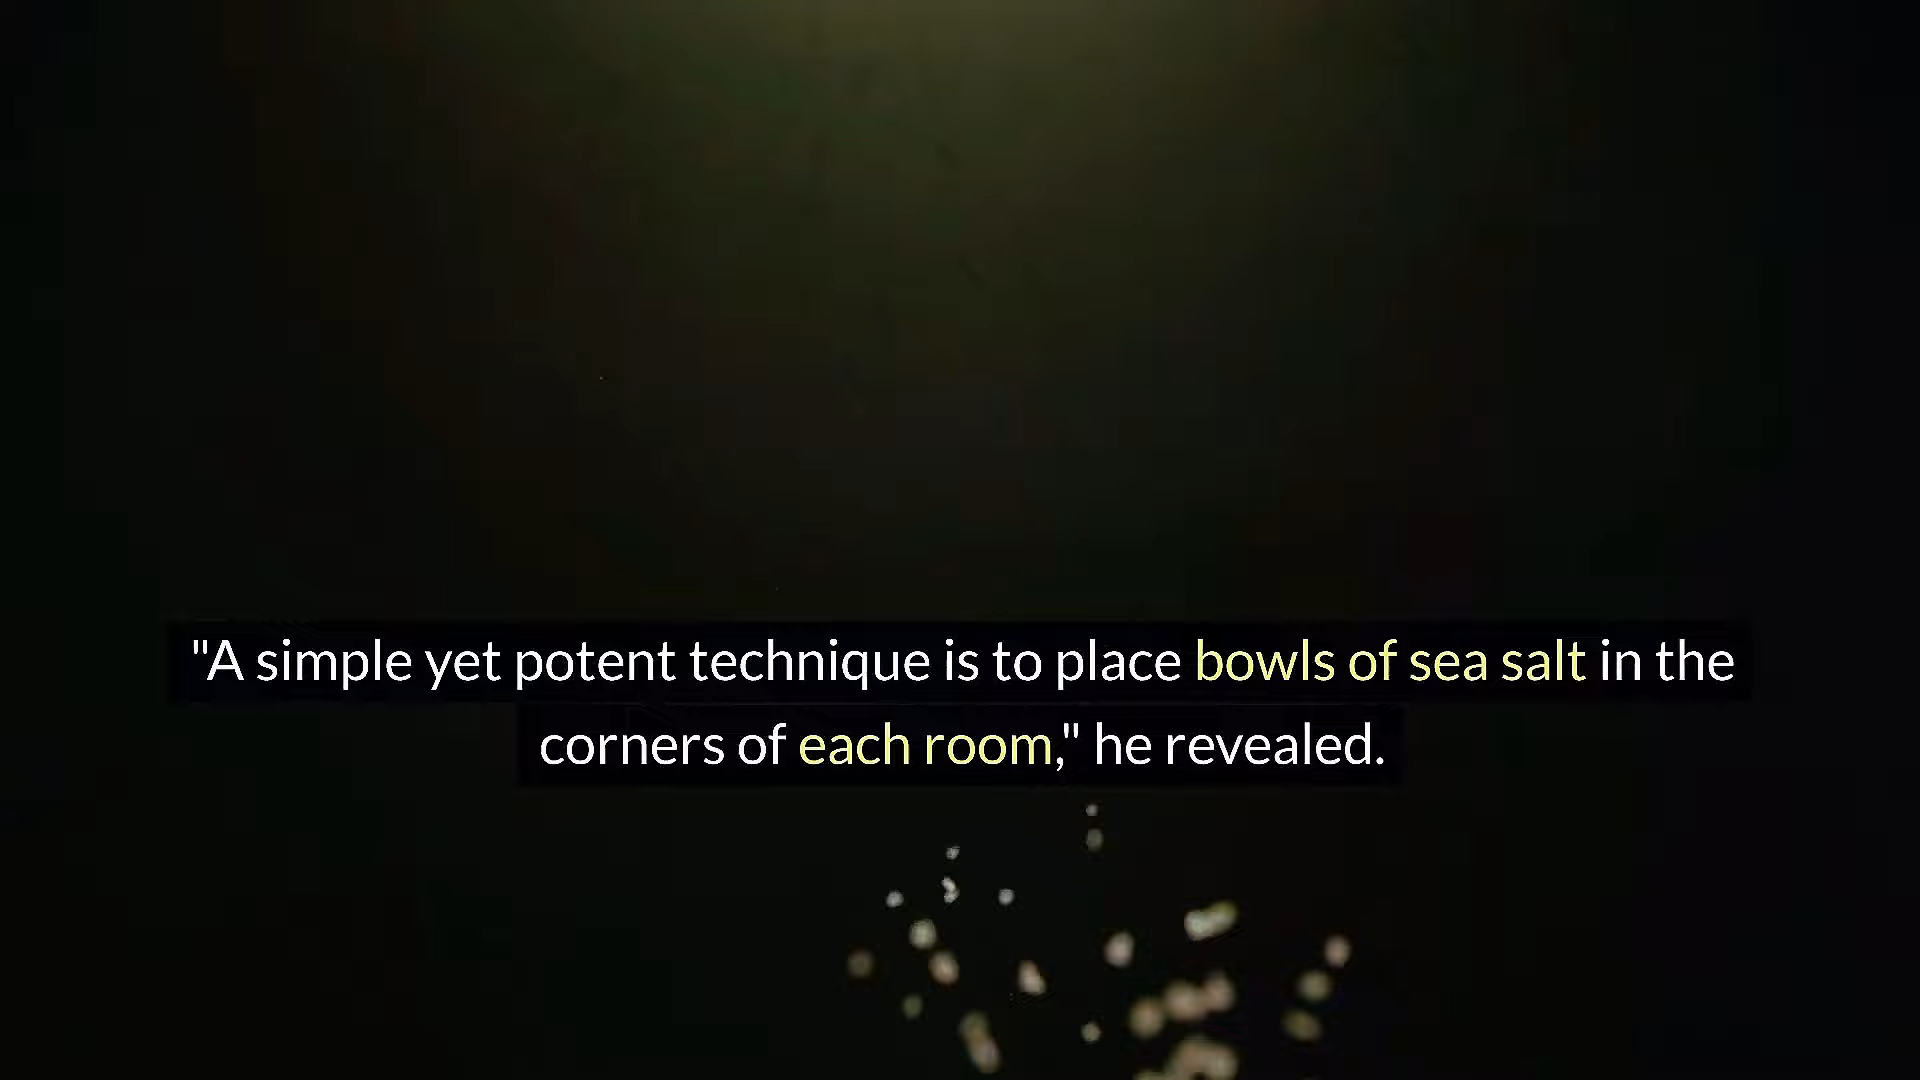 "A simple yet potent technique is to place bowls of sea salt in the
corners of each room," he revealed.